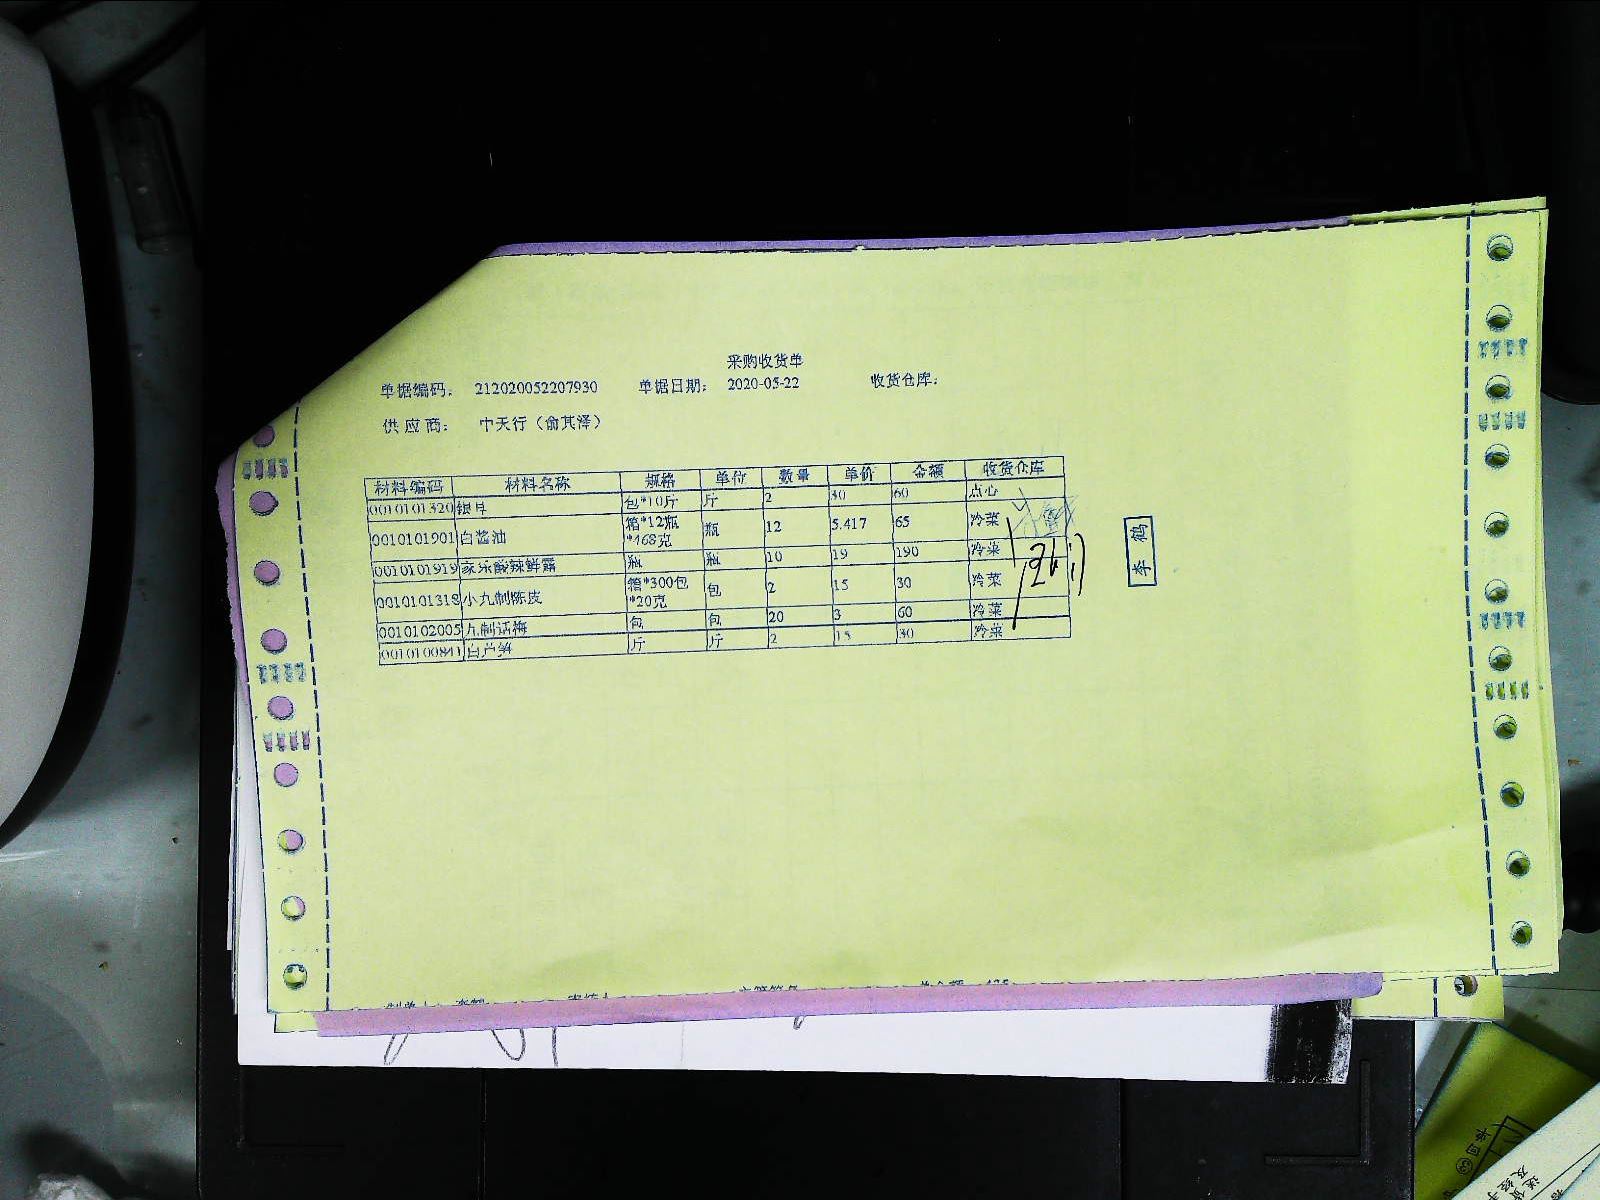 采购收货单
单据编码： 212020052207930 单据日期： 2020-05-22 收货仓库：
供 应 商： 中天行（俞其泽）
材料编码 材料名称 规格 单位 数量 单价 金额 收货仓库
0010101320 银耳 包*10斤 斤 2 30 60 点心
0010101901 白酱油 箱*12瓶*168克 瓶 12 5.417 65 冷菜
0010101919 家乐酸辣鲜露 瓶 瓶 10 19 190 冷菜
0010101318 小九制陈皮 箱*300包*20克 包 2 15 30 冷菜
0010102005 九制话梅 包 包 20 3 60 冷菜
0010100841 白芦笋 斤 斤 2 15 30 冷菜
李鹤